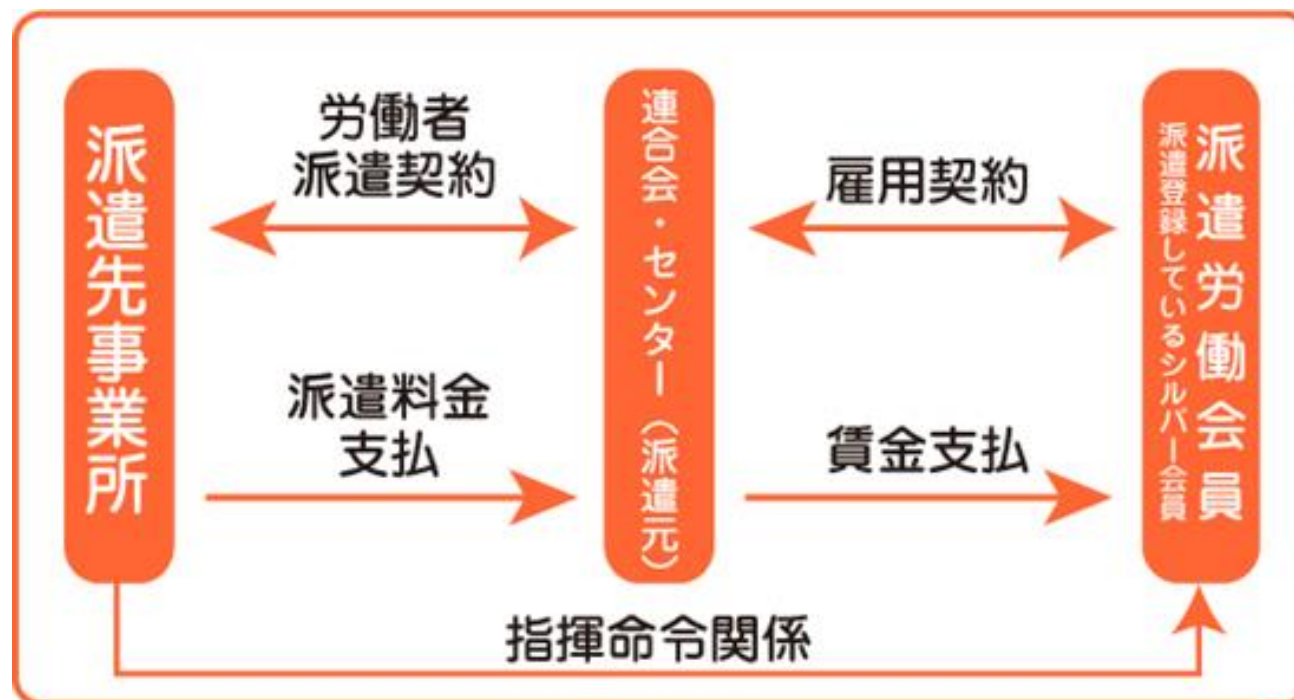 派遣先事業所
労働者
派遣契約
派遣料金
支払
連合会・センター（派遣元）
雇用契約
賃金支払
派遣労働会員
派遣登録しているシルバー会員
指揮命令関係